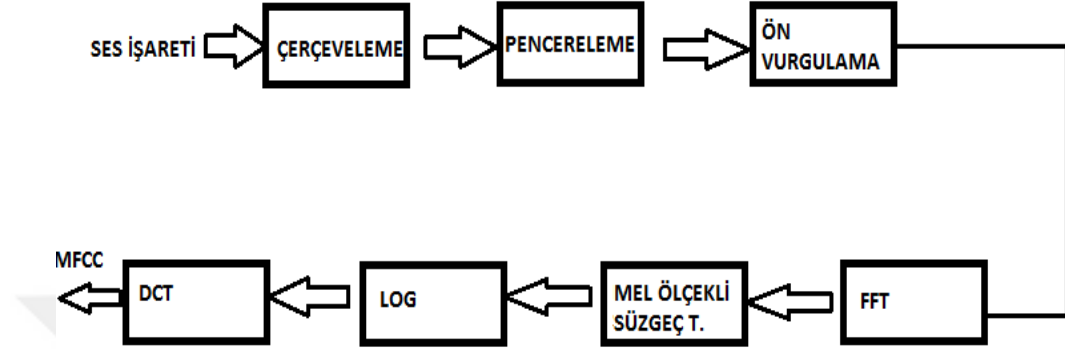 SES İŞARETİ
ÇERÇEVELEME
PENCERELEME
ÖN
VURGULAMA
MFCC
DCT
LOG
MEL ÖLÇEKLİ
SÜZGEÇ T.
FFT